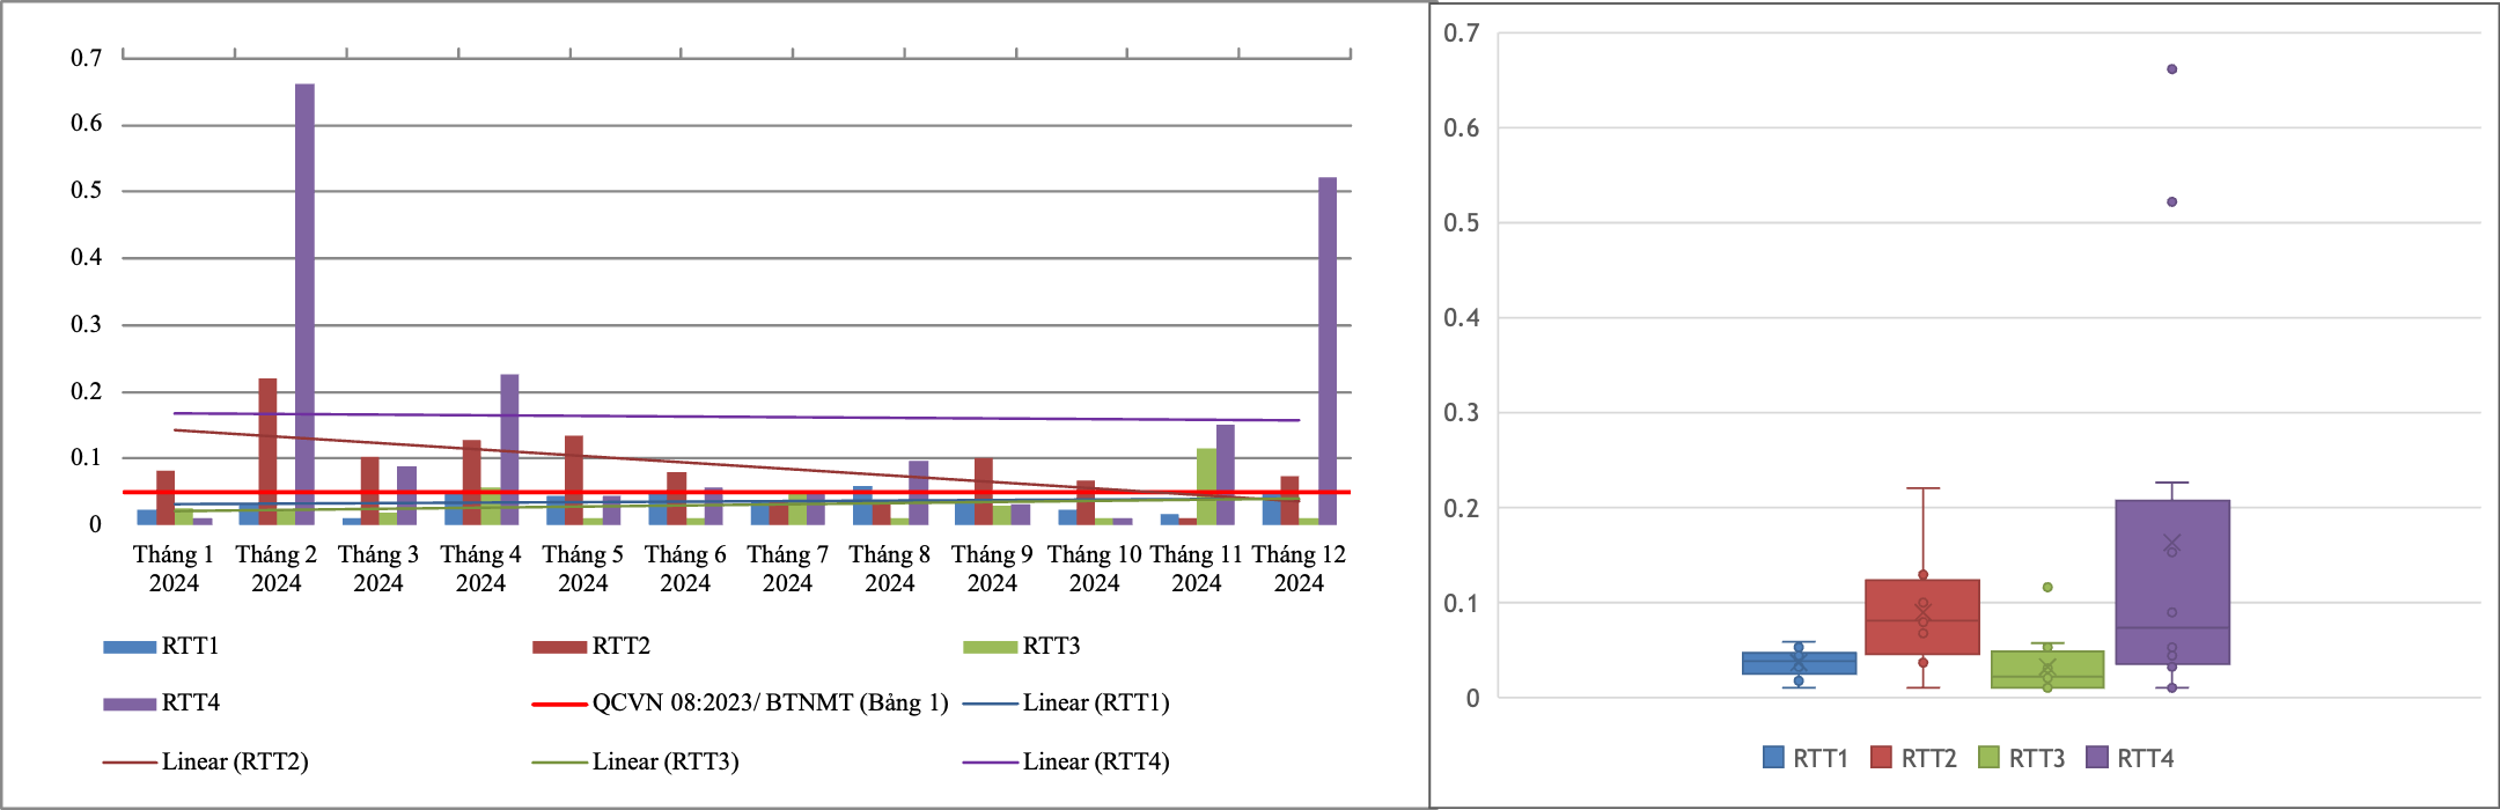 0.7
0.6
0.5
0.4
0.3
0.2
0.1
0
Tháng 1
2024
Tháng 2
2024
Tháng 3
2024
Tháng 4
2024
Tháng 5
2024
Tháng 6
2024
Tháng 7
2024
Tháng 8
2024
Tháng 9
2024
Tháng 10
2024
Tháng 11
2024
Tháng 12
2024
RTT1
RTT2
RTT3
RTT4
QCVN 08:2023/ BTNMT (Bảng 1)
Linear (RTT1)
Linear (RTT2)
Linear (RTT3)
Linear (RTT4)
0.7
0.6
0.5
0.4
0.3
0.2
0.1
0
RTT1
RTT2
RTT3
RTT4